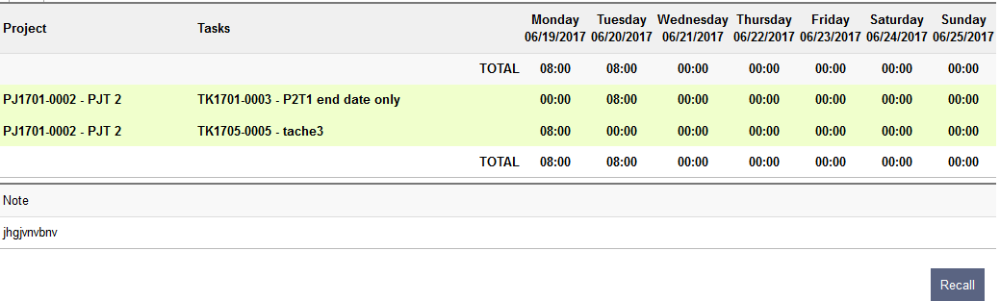 Project Tasks Monday 06/19/2017 Tuesday 06/20/2017 Wednesday 06/21/2017 Thursday 06/22/2017 Friday 06/23/2017 Saturday 06/24/2017 Sunday 06/25/2017
TOTAL 08:00 08:00 00:00 00:00 00:00 00:00 00:00
PJ1701-0002 - PJT 2 TK1701-0003 - P2T1 end date only 00:00 08:00 00:00 00:00 00:00 00:00 00:00
PJ1701-0002 - PJT 2 TK1705-0005 - tache3 08:00 00:00 00:00 00:00 00:00 00:00 00:00
TOTAL 08:00 08:00 00:00 00:00 00:00 00:00 00:00
Note
jhgjvnvbnv
Recall